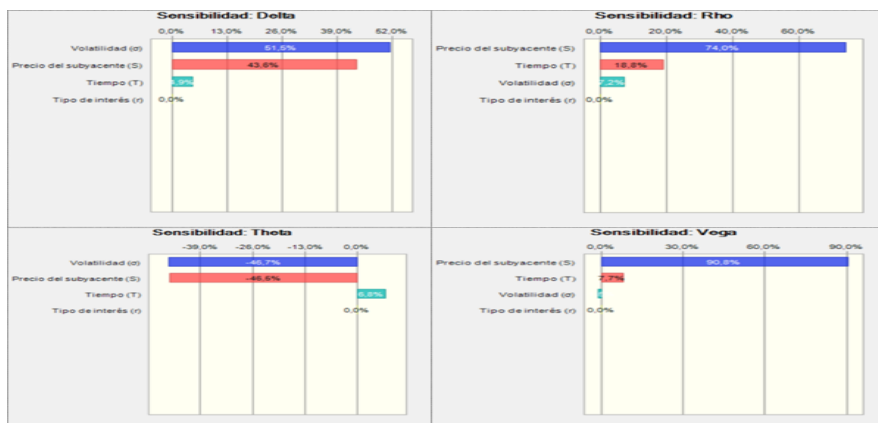 Sensibilidad: Delta
0,0% 13,0% 26,0% 39,0% 52,0%
Volatilidad (σ) 51,5%
Precio del subyacente (S) 43,6%
Tiempo (T) 4,9%
Tipo de interés (r) 0,0%
Sensibilidad: Rho
0,0% 20,0% 40,0% 60,0%
Precio del subyacente (S) 74,0%
Tiempo (T) 18,8%
Volatilidad (σ) 7,2%
Tipo de interés (r) 0,0%
Sensibilidad: Theta
-39,0% -26,0% -13,0% 0,0%
Volatilidad (σ) -46,7%
Precio del subyacente (S) -46,5%
Tiempo (T) 6,8%
Tipo de interés (r) 0,0%
Sensibilidad: Vega
0,0% 30,0% 60,0% 90,0%
Precio del subyacente (S) 90,8%
Tiempo (T) 7,7%
Volatilidad (σ)
Tipo de interés (r) 0,0%